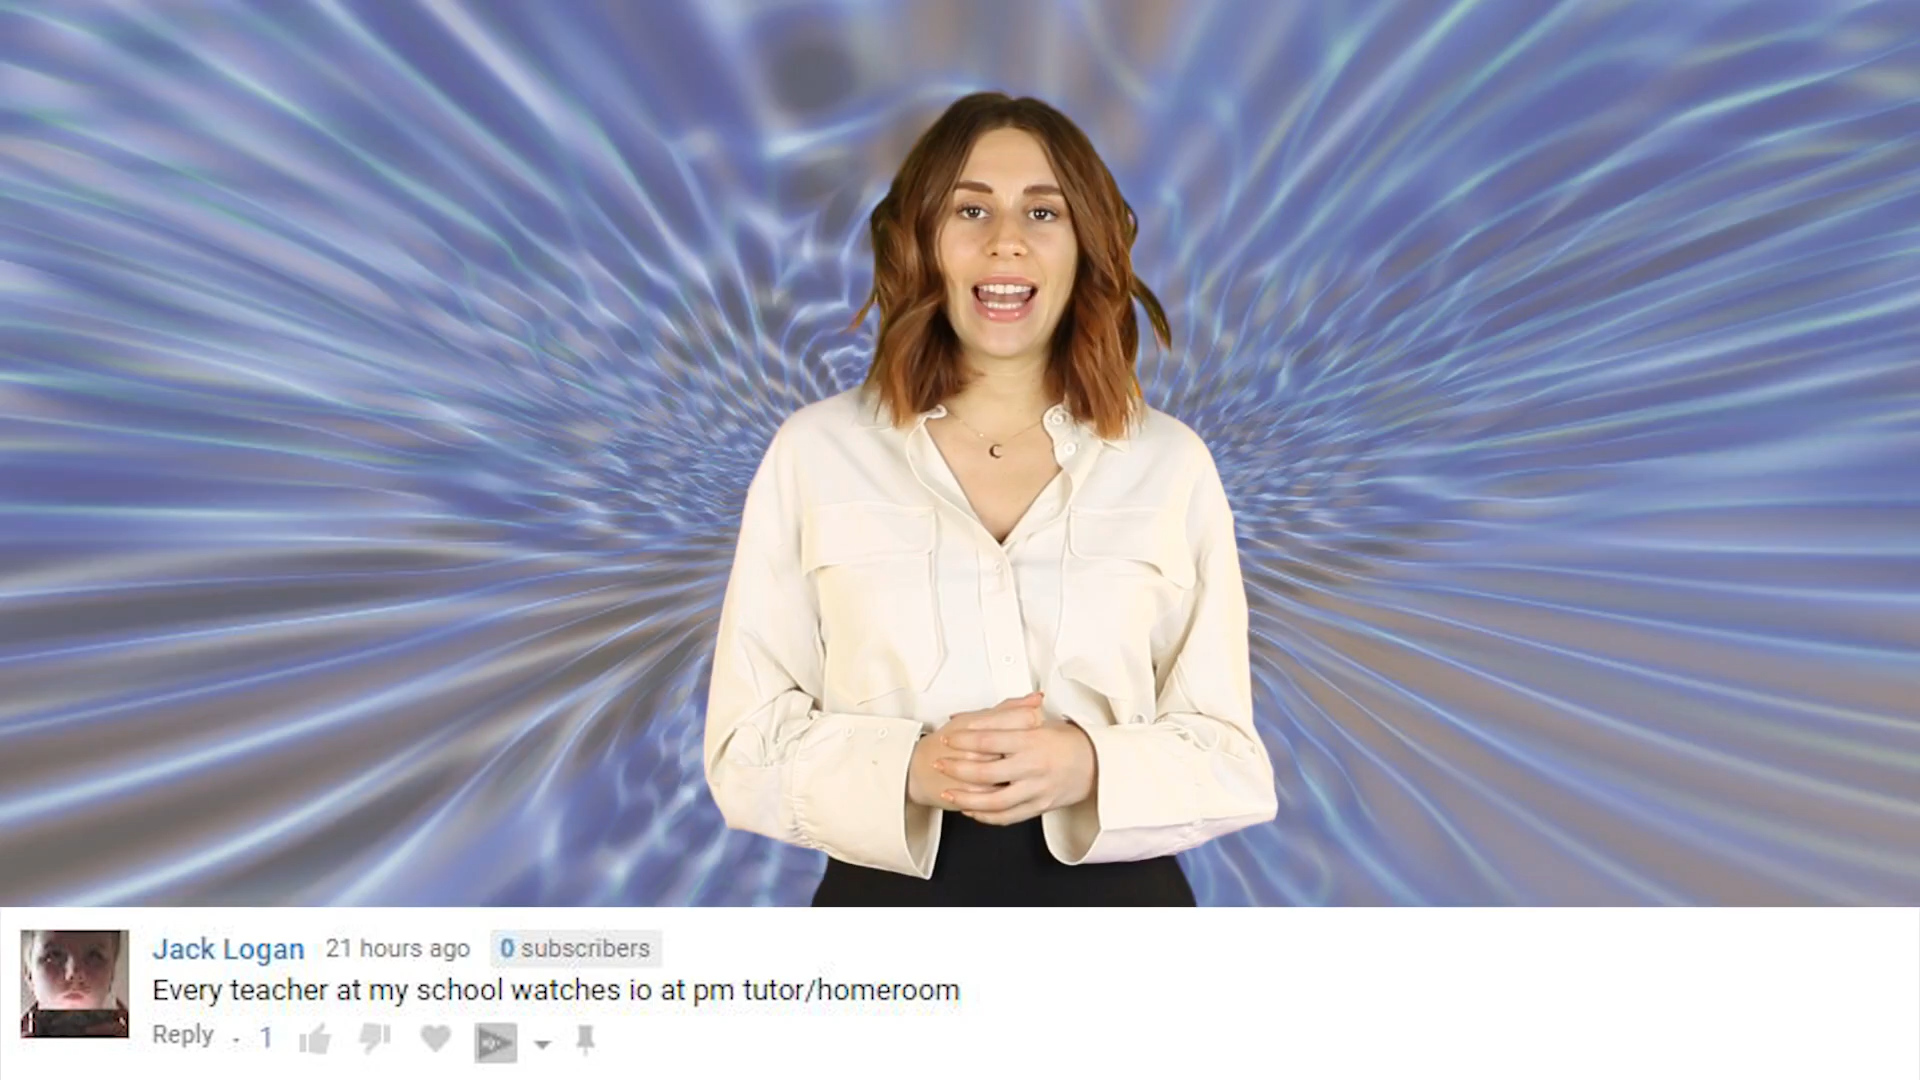 Jack Logan 21 hours ago 0 subscribers
Every teacher at my school watches io at pm tutor/homeroom
Reply . 1